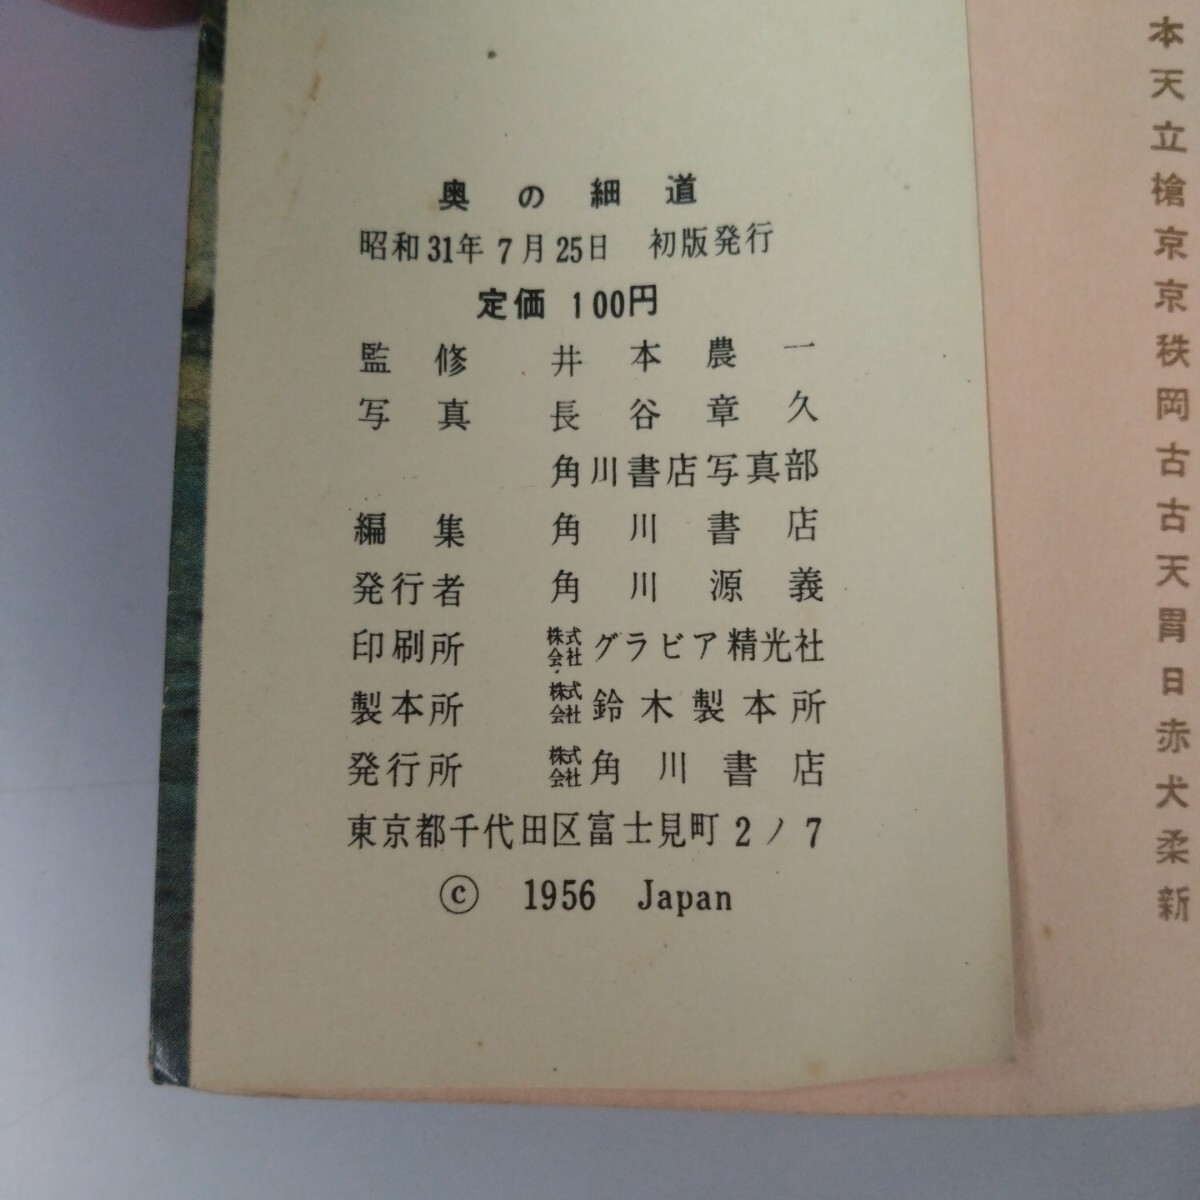 奥の細道
昭和31年7月25日 初版発行
定価 100円
監修 井本農一
写真 長谷章久
角川書店写真部
編集 角川書店
発行者 角川源義
印刷所 株式会社 グラビア精光社
製本所 株式会社 鈴木製本所
発行所 株式会社 角川書店
東京都千代田区富士見町2ノ7
© 1956 Japan
本
天
立
槍
京
京
秩
岡
古
古
天
胃
日
赤
犬
柔
新